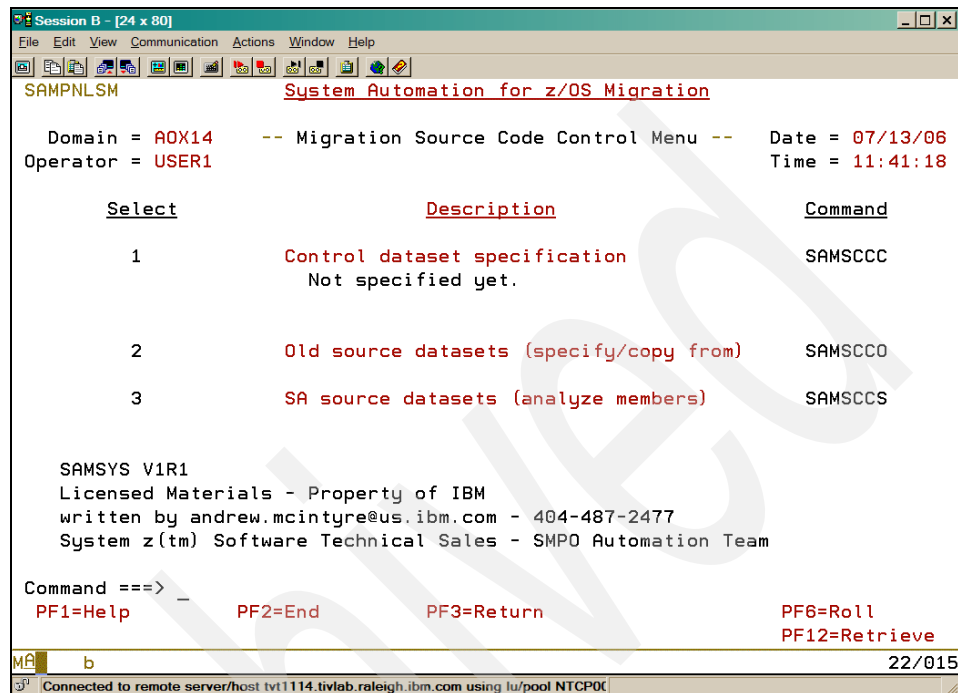 Session B - [24 x 80]
File Edit View Communication Actions Window Help
SAMPNLSM System Automation for z/OS Migration
Domain = AOX14 -- Migration Source Code Control Menu -- Date = 07/13/06
Operator = USER1 Time = 11:41:18
Select Description Command
1 Control dataset specification SAMSCCC
Not specified yet.
2 Old source datasets (specify/copy from) SAMSCCO
3 SA source datasets (analyze members) SAMSCCS
SAMSYS V1R1
Licensed Materials - Property of IBM
written by andrew.mcintyre@us.ibm.com - 404-487-2477
System z(tm) Software Technical Sales - SMPO Automation Team
Command ===> _
PF1=Help PF2=End PF3=Return PF6=Roll
PF12=Retrieve
MA b 22/015
Connected to remote server/host tvt1114.tivlab.raleigh.ibm.com using lu/pool